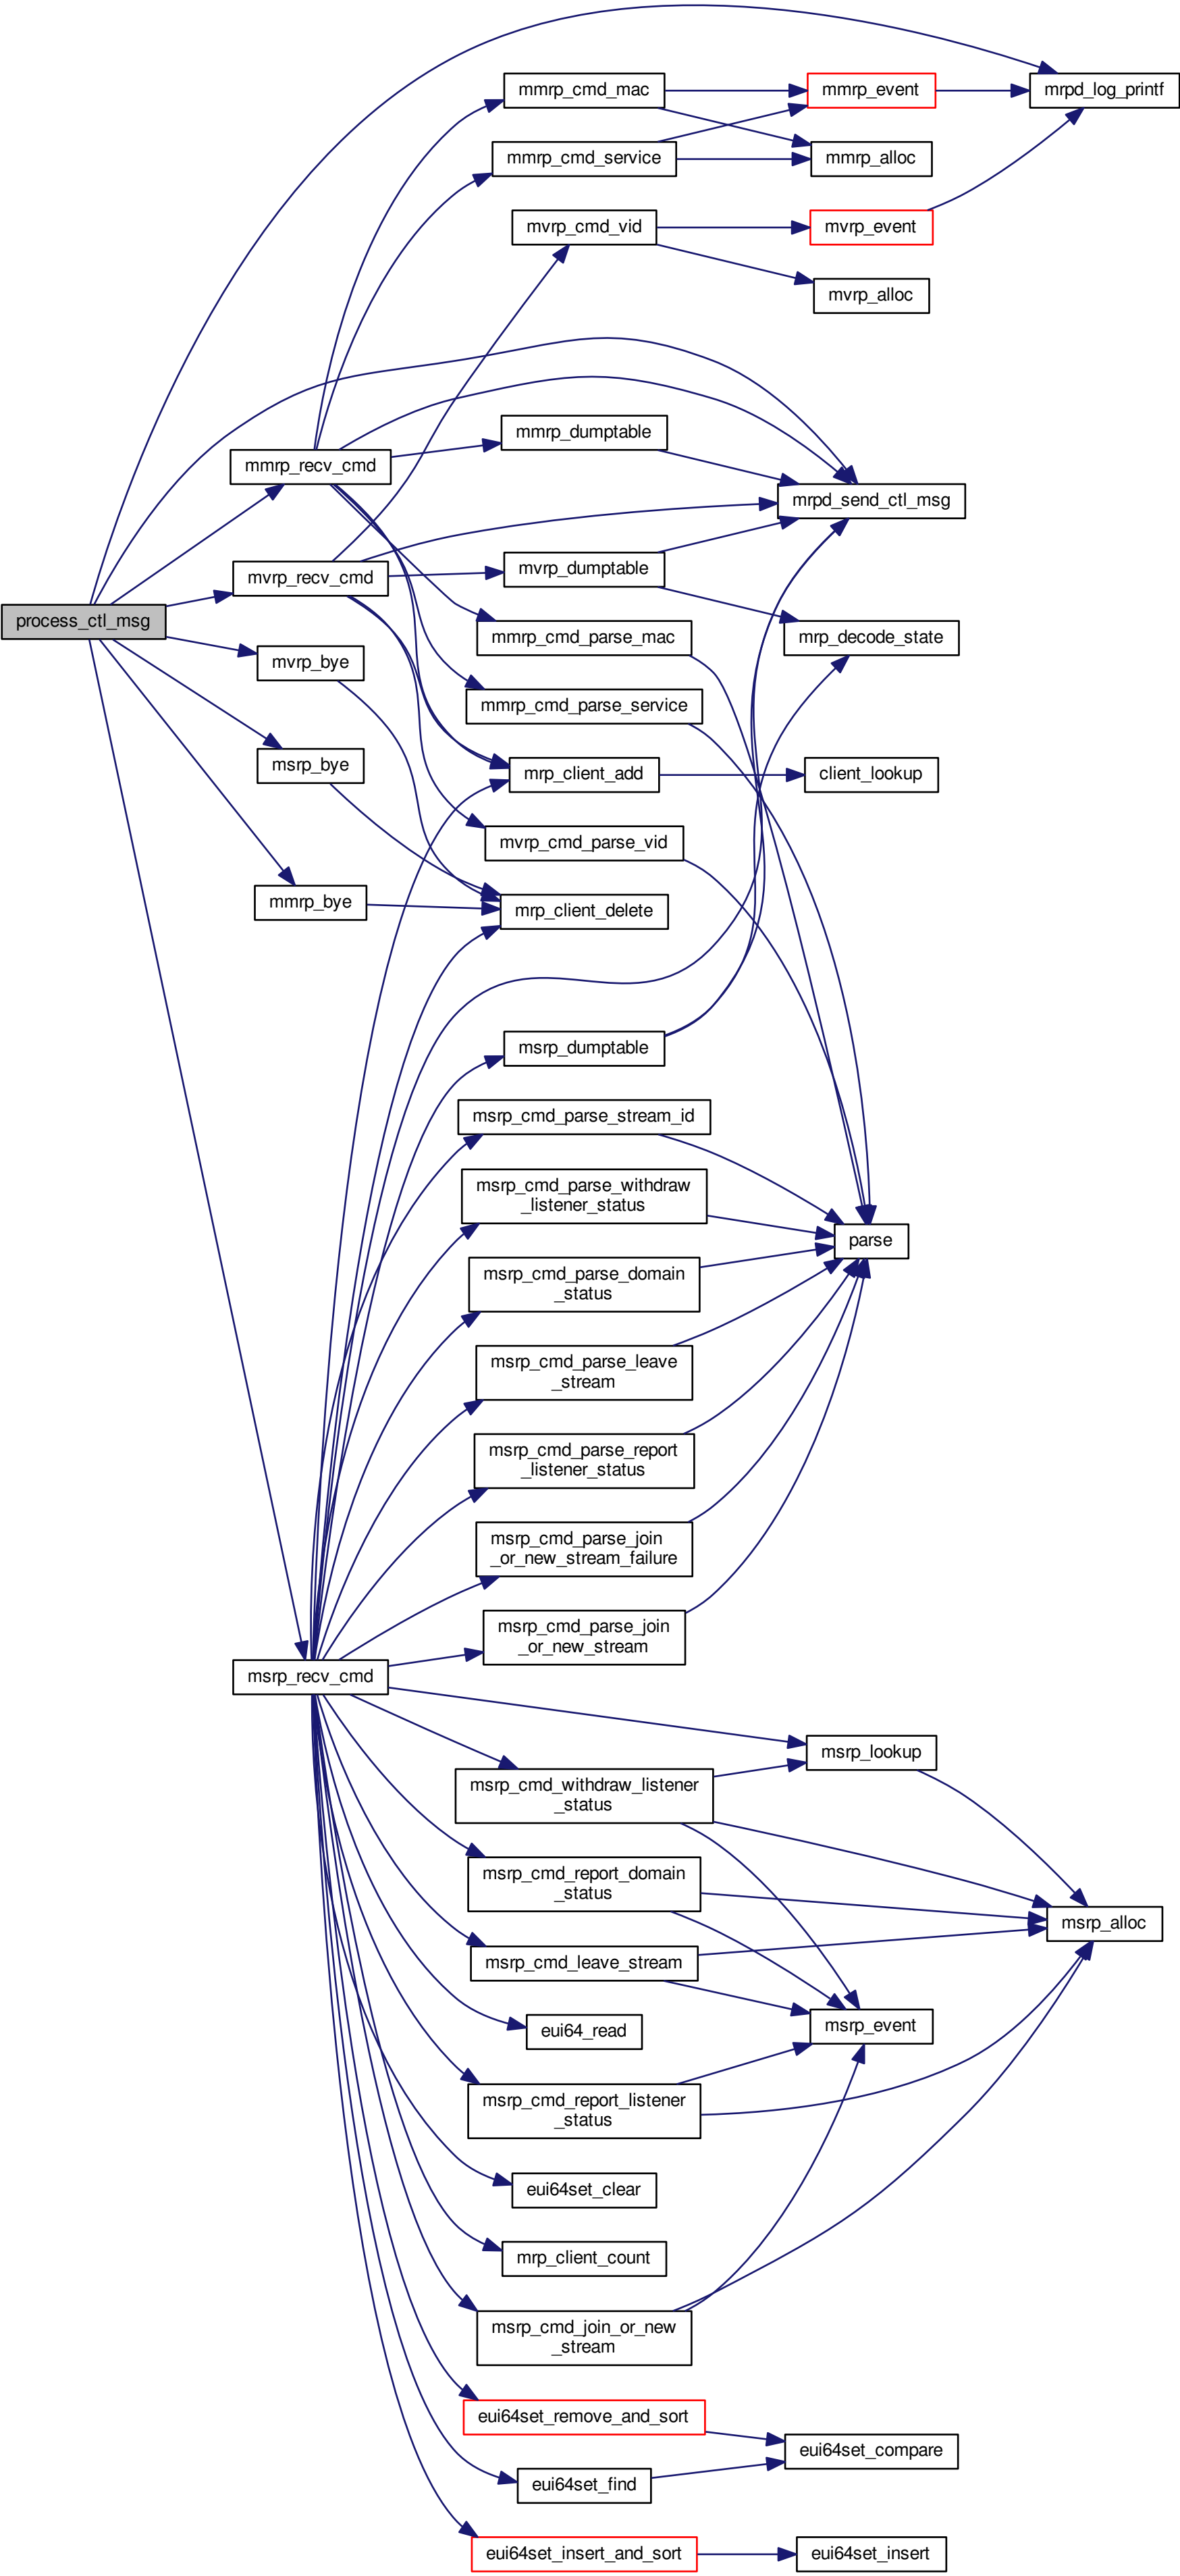 mmrp_cmd_mac
mmrp_event
mrpd_log_printf
mmrp_cmd_service
mmrp_alloc
mvrp_cmd_vid
mvrp_event
mvrp_alloc
mmrp_dumptable
mmrp_recv_cmd
mrpd_send_ctl_msg
mvrp_dumptable
mvrp_recv_cmd
process_ctl_msg
mmrp_cmd_parse_mac
mrp_decode_state
mvrp_bye
mmrp_cmd_parse_service
msrp_bye
mrp_client_add
client_lookup
mvrp_cmd_parse_vid
mmrp_bye
mrp_client_delete
msrp_dumptable
msrp_cmd_parse_stream_id
msrp_cmd_parse_withdraw
_listener_status
parse
msrp_cmd_parse_domain
_status
msrp_cmd_parse_leave
_stream
msrp_cmd_parse_report
_listener_status
msrp_cmd_parse_join
_or_new_stream_failure
msrp_cmd_parse_join
_or_new_stream
msrp_recv_cmd
msrp_lookup
msrp_cmd_withdraw_listener
_status
msrp_cmd_report_domain
_status
msrp_alloc
msrp_cmd_leave_stream
msrp_event
eui64_read
msrp_cmd_report_listener
_status
eui64set_clear
mrp_client_count
msrp_cmd_join_or_new
_stream
eui64set_remove_and_sort
eui64set_compare
eui64set_find
eui64set_insert_and_sort
eui64set_insert